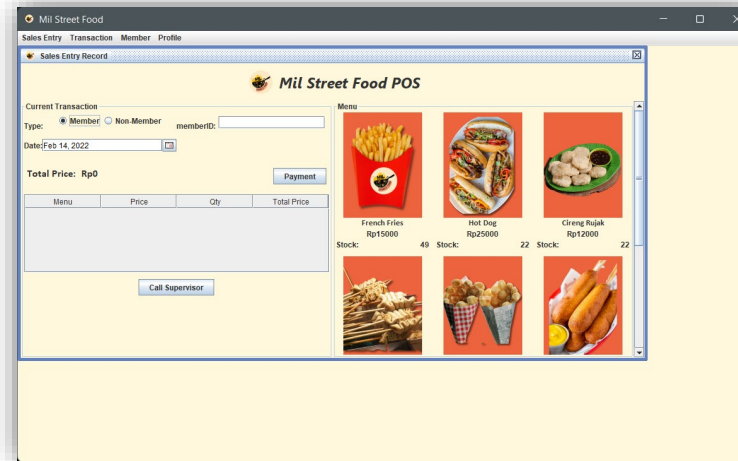 Mil Street Food
Sales Entry Transaction Member Profile
Sales Entry Record
Mil Street Food POS
Current Transaction
Type: Member Non-Member memberID:
Date: Feb 14, 2022
Total Price: Rp0
Payment
Menu Price Qty Total Price
Call Supervisor
Menu
French Fries Hot Dog Cireng Rujak
Rp15000 Rp25000 Rp12000
Stock: 49 Stock: 22 Stock: 22